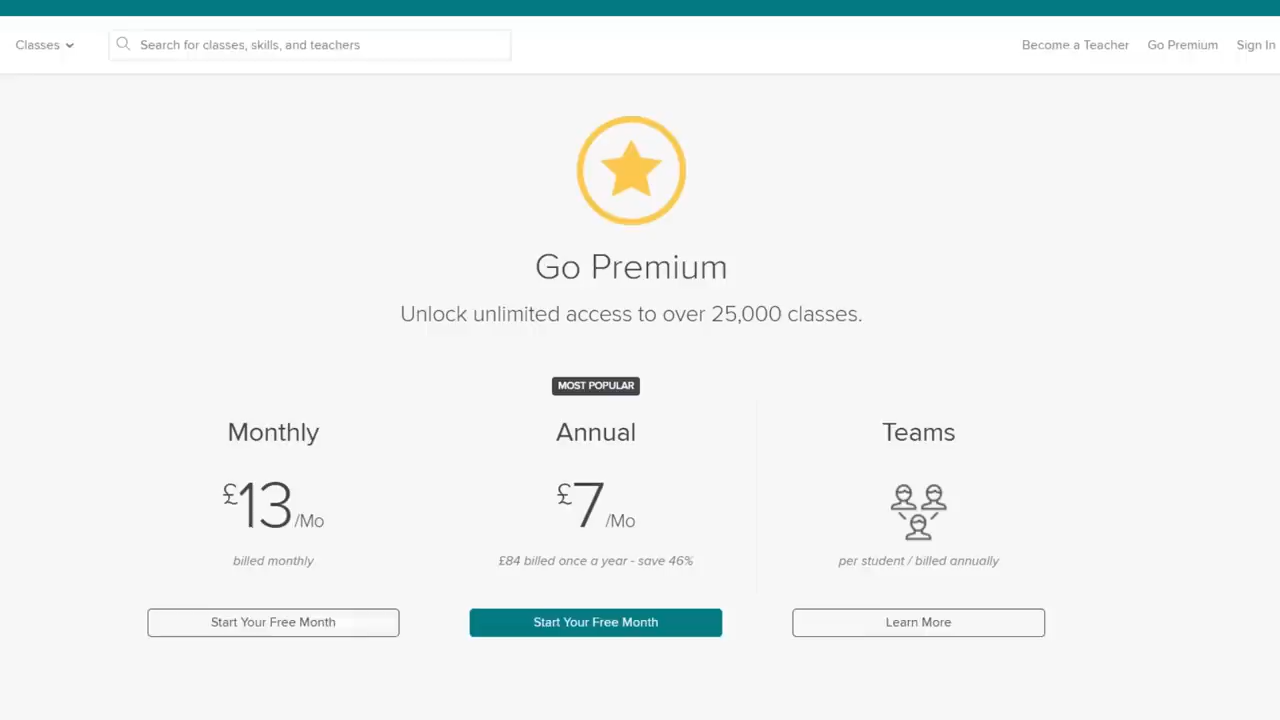 Classes
Search for classes, skills, and teachers
Become a Teacher
Go Premium
Sign In
Go Premium
Unlock unlimited access to over 25,000 classes.
MOST POPULAR
Monthly
£13/Mo
billed monthly
Start Your Free Month
Annual
£7/Mo
£84 billed once a year - save 46%
Start Your Free Month
Teams
per student / billed annually
Learn More